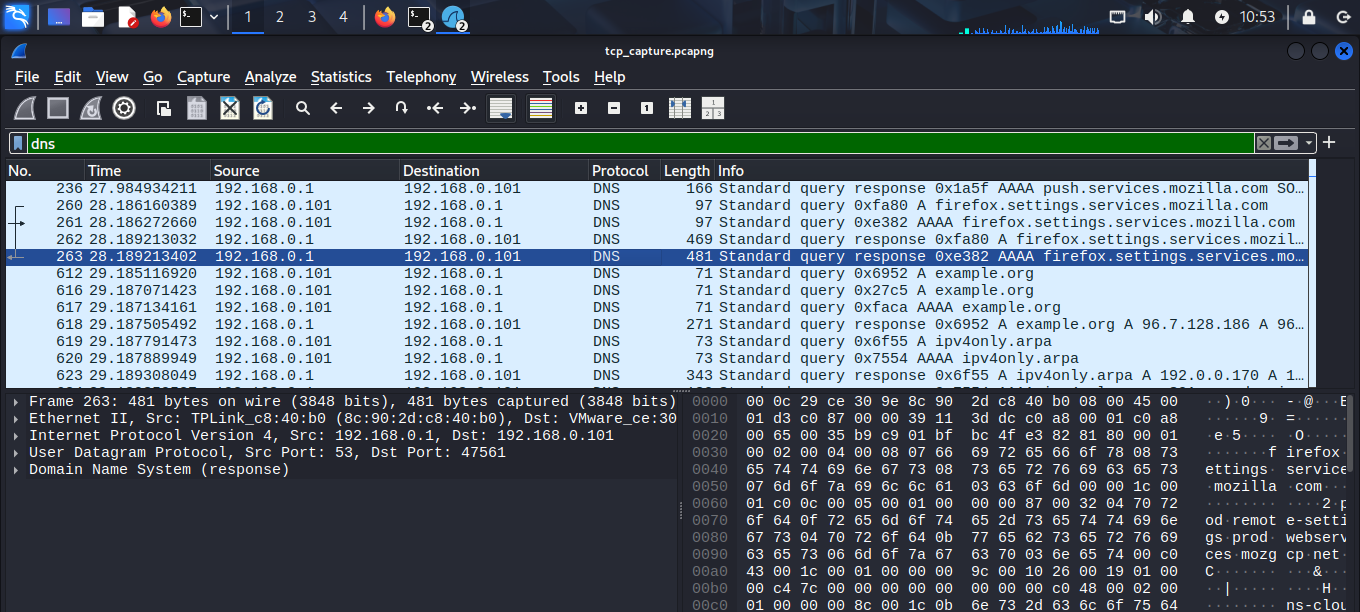 1 2 3 4 2 2 10:53
tcp_capture.pcapng
File Edit View Go Capture Analyze Statistics Telephony Wireless Tools Help
dns
No. Time Source Destination Protocol Length Info
236 27.984934211 192.168.0.1 192.168.0.101 DNS 166 Standard query response 0x1a5f AAAA push.services.mozilla.com SO…
260 28.186160389 192.168.0.101 192.168.0.1 DNS 97 Standard query 0xfa80 A firefox.settings.services.mozilla.com
261 28.186272660 192.168.0.101 192.168.0.1 DNS 97 Standard query 0xe382 AAAA firefox.settings.services.mozilla.com
262 28.189213032 192.168.0.1 192.168.0.101 DNS 469 Standard query response 0xfa80 A firefox.settings.services.mozil…
263 28.189213402 192.168.0.1 192.168.0.101 DNS 481 Standard query response 0xe382 AAAA firefox.settings.services.mo…
612 29.185116920 192.168.0.101 192.168.0.1 DNS 71 Standard query 0x6952 A example.org
616 29.187071423 192.168.0.101 192.168.0.1 DNS 71 Standard query 0x27c5 A example.org
617 29.187134161 192.168.0.101 192.168.0.1 DNS 71 Standard query 0xfaca AAAA example.org
618 29.187505492 192.168.0.1 192.168.0.101 DNS 271 Standard query response 0x6952 A example.org A 96.7.128.186 A 96…
619 29.187791473 192.168.0.101 192.168.0.1 DNS 73 Standard query 0x6f55 A ipv4only.arpa
620 29.187889949 192.168.0.101 192.168.0.1 DNS 73 Standard query 0x7554 AAAA ipv4only.arpa
623 29.189308049 192.168.0.1 192.168.0.101 DNS 343 Standard query response 0x6f55 A ipv4only.arpa A 192.0.0.170 A 1…
Frame 263: 481 bytes on wire (3848 bits), 481 bytes captured (3848 bits)
Ethernet II, Src: TPLink_c8:40:b0 (8c:90:2d:c8:40:b0), Dst: VMware_ce:30
Internet Protocol Version 4, Src: 192.168.0.1, Dst: 192.168.0.101
User Datagram Protocol, Src Port: 53, Dst Port: 47561
Domain Name System (response)
0000 00 0c 29 ce 30 9e 8c 90 2d c8 40 b0 08 00 45 00 ··)·0··· -·@···E
0010 01 d3 c0 87 00 00 39 11 3d dc c0 a8 00 01 c0 a8 ······9· =·······
0020 00 65 00 35 b9 c9 01 bf bc 4f e3 82 81 80 00 01 ·e·5···· ·O······
0030 00 02 00 04 00 08 07 66 69 72 65 66 6f 78 08 73 ·······f irefox·
0040 65 74 74 69 6e 67 73 08 73 65 72 76 69 63 65 73 ettings· service
0050 07 6d 6f 7a 69 6c 6c 61 03 63 6f 6d 00 00 1c 00 ·mozilla ·com····
0060 01 c0 0c 00 05 00 01 00 00 00 87 00 32 04 70 72 ········ ····2·p
0070 6f 64 0f 72 65 6d 6f 74 65 2d 73 65 74 74 69 6e od·remot e-setti
0080 67 73 04 70 72 6f 64 0b 77 65 62 73 65 72 76 69 gs·prod· webserv
0090 63 65 73 06 6d 6f 7a 67 63 70 03 6e 65 74 00 c0 ces·mozg cp·net·
00a0 43 00 1c 00 01 00 00 00 9c 00 10 26 00 19 01 00 C······· ···&····
00b0 00 c4 7c 00 00 00 00 00 00 00 00 c0 48 00 02 00 ··|····· ····H··
00c0 01 00 00 00 8c 00 1c 0b 6e 73 2d 63 6c 6f 75 64 ········ ns-clou